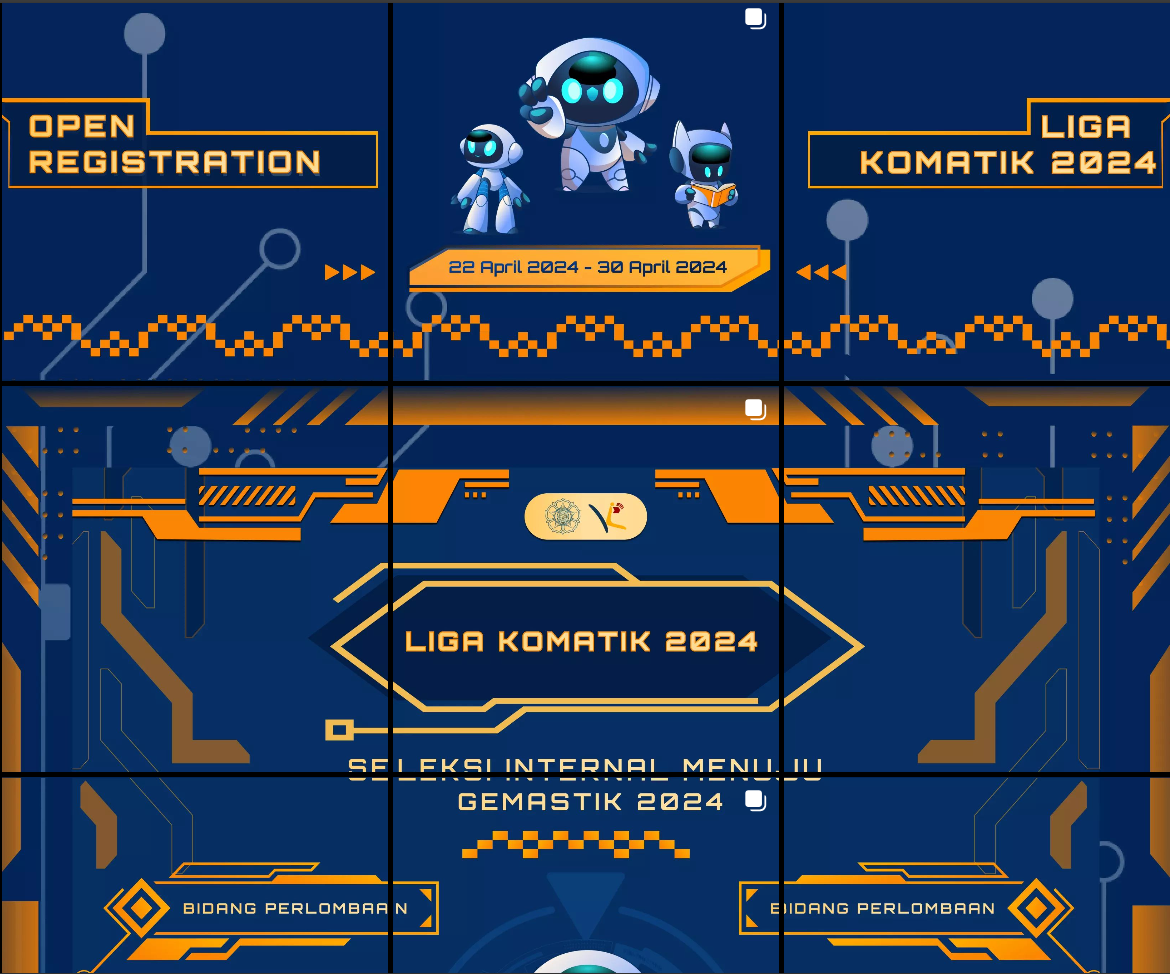 OPEN
REGISTRATION
22 April 2024 - 30 April 2024
LIGA
KOMATIK 2024
LIGA KOMATIK 2024
SELEKSI INTERNAL MENUJU
GEMASTIK 2024
BIDANG PERLOMBAAN
BIDANG PERLOMBAAN